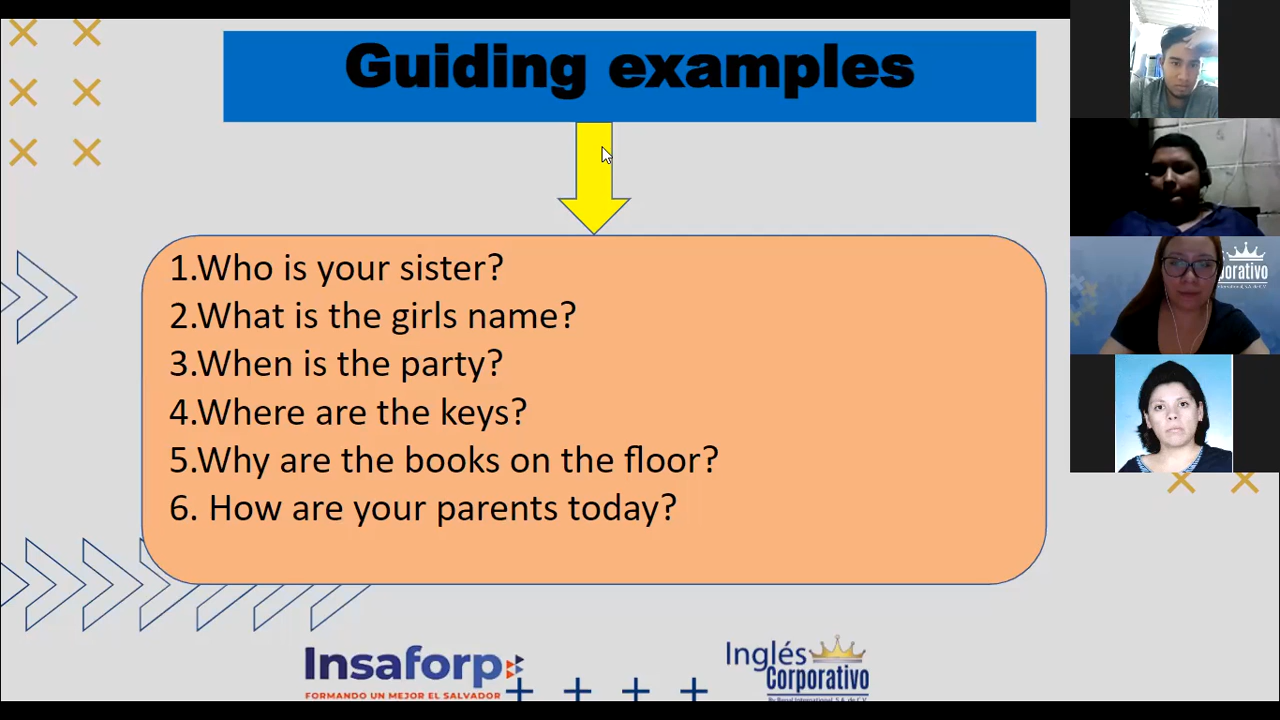 Guiding examples
1.Who is your sister?
2.What is the girls name?
3.When is the party?
4.Where are the keys?
5.Why are the books on the floor?
6. How are your parents today?
Insaforp
FORMANDO UN MEJOR EL SALVADOR
Inglés
Corporativo
orativo